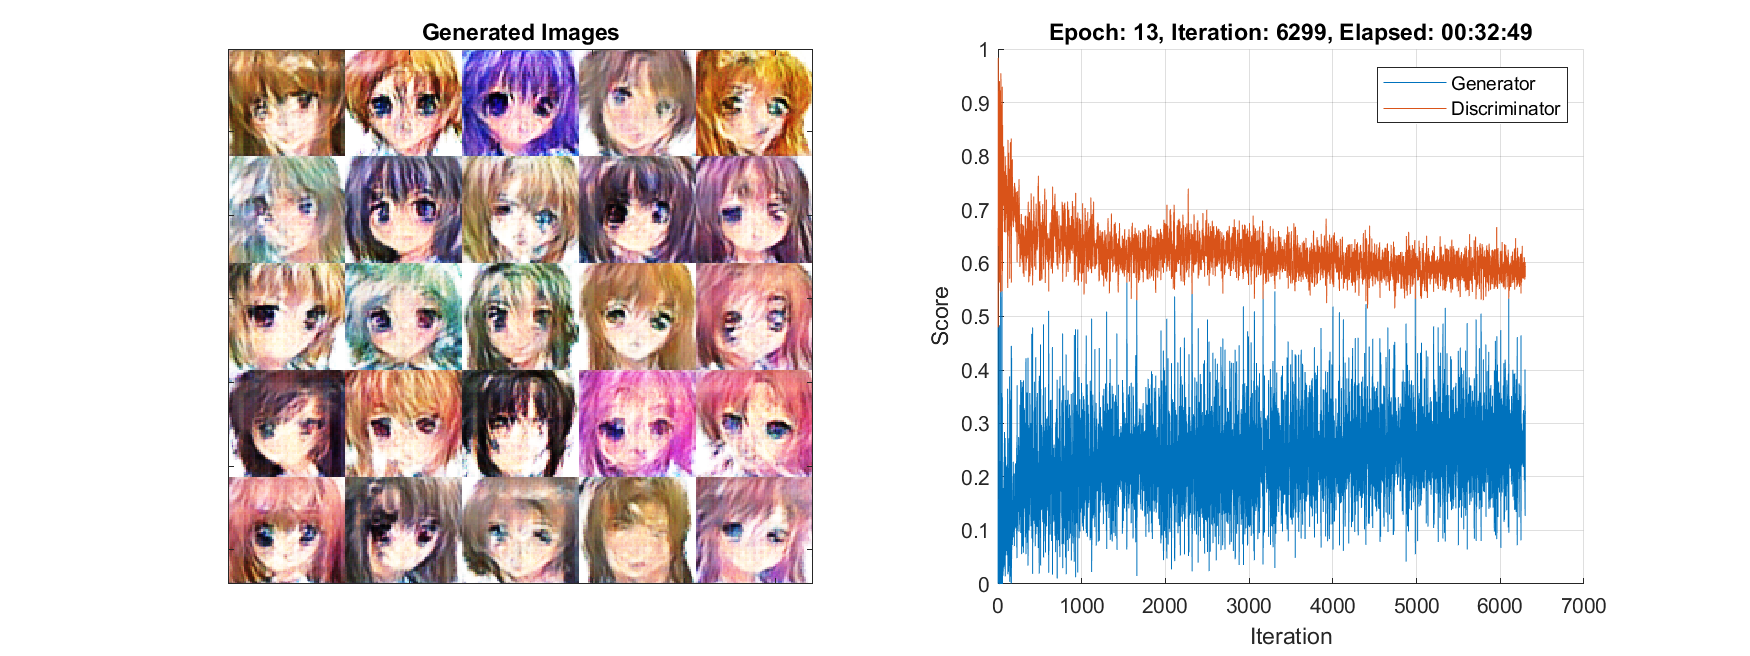 Generated Images
Epoch: 13, Iteration: 6299, Elapsed: 00:32:49
Generator
Discriminator
1
0.9
0.8
0.7
0.6
0.5
0.4
0.3
0.2
0.1
0
Score
0 1000 2000 3000 4000 5000 6000 7000
Iteration